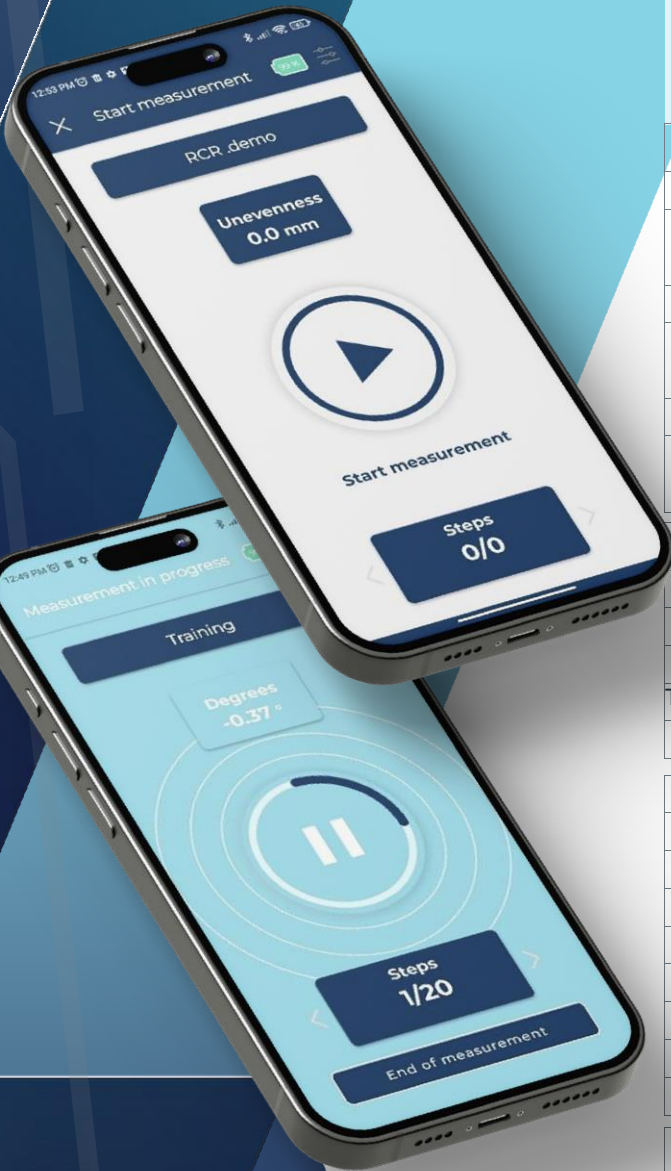 12:53 PM
Start measurement
99 %
RCR .demo
Unevenness
0.0 mm
Start measurement
Steps
0/0
12:49 PM
Measurement in progress
Training
Degrees
-0.37 °
Steps
1/20
End of measurement